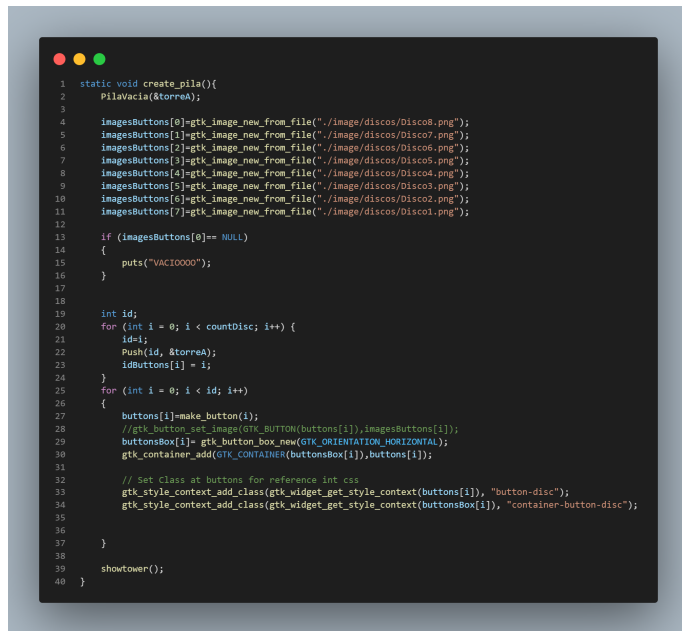 1 static void create_pila(){
2     PilaVacia(&torreA);
3
4     imagesButtons[0]=gtk_image_new_from_file("./image/discos/Disco8.png");
5     imagesButtons[1]=gtk_image_new_from_file("./image/discos/Disco7.png");
6     imagesButtons[2]=gtk_image_new_from_file("./image/discos/Disco6.png");
7     imagesButtons[3]=gtk_image_new_from_file("./image/discos/Disco5.png");
8     imagesButtons[4]=gtk_image_new_from_file("./image/discos/Disco4.png");
9     imagesButtons[5]=gtk_image_new_from_file("./image/discos/Disco3.png");
10     imagesButtons[6]=gtk_image_new_from_file("./image/discos/Disco2.png");
11     imagesButtons[7]=gtk_image_new_from_file("./image/discos/Disco1.png");
12
13     if (imagesButtons[0]== NULL)
14     {
15         puts("VACIOOOO");
16     }
17
18
19     int id;
20     for (int i = 0; i < countDisc; i++) {
21         id=i;
22         Push(id, &torreA);
23         idButtons[i] = i;
24     }
25     for (int i = 0; i < id; i++)
26     {
27         buttons[i]=make_button(i);
28         //gtk_button_set_image(GTK_BUTTON(buttons[i]),imagesButtons[i]);
29         buttonsBox[i]= gtk_button_box_new(GTK_ORIENTATION_HORIZONTAL);
30         gtk_container_add(GTK_CONTAINER(buttonsBox[i]),buttons[i]);
31
32         // Set Class at buttons for reference int css
33         gtk_style_context_add_class(gtk_widget_get_style_context(buttons[i]), "button-disc");
34         gtk_style_context_add_class(gtk_widget_get_style_context(buttonsBox[i]), "container-button-disc");
35
36
37     }
38
39     showtower();
40 }